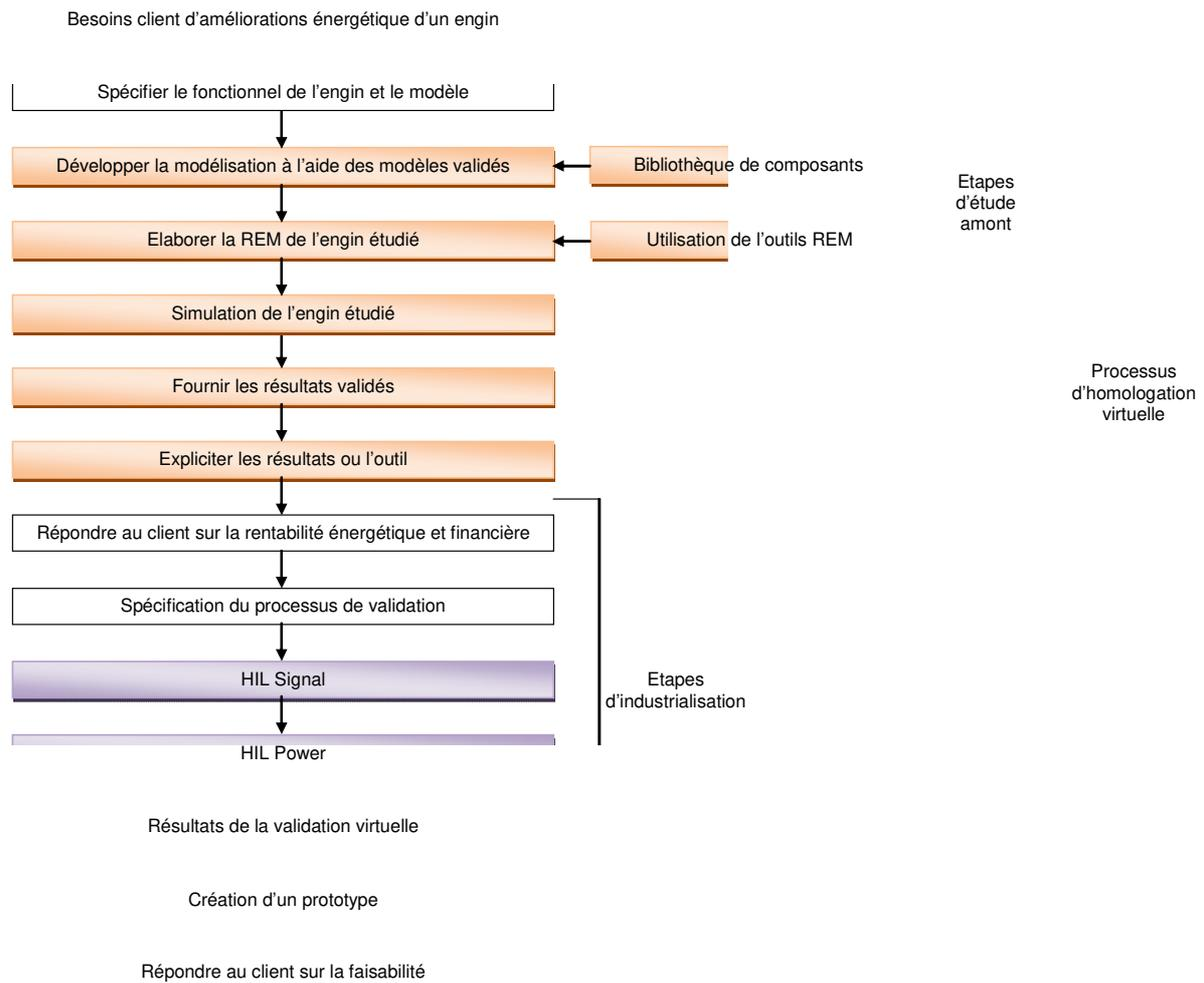 Besoins client d'améliorations énergétique d'un engin
Spécifier le fonctionnel de l'engin et le modèle
Développer la modélisation à l'aide des modèles validés
Bibliothèque de composants
Etapes
d'étude
amont
Elaborer la REM de l'engin étudié
Utilisation de l'outils REM
Simulation de l'engin étudié
Fournir les résultats validés
Processus
d'homologation
virtuelle
Expliciter les résultats ou l'outil
Répondre au client sur la rentabilité énergétique et financière
Spécification du processus de validation
HIL Signal
Etapes
d'industrialisation
HIL Power
Résultats de la validation virtuelle
Création d'un prototype
Répondre au client sur la faisabilité